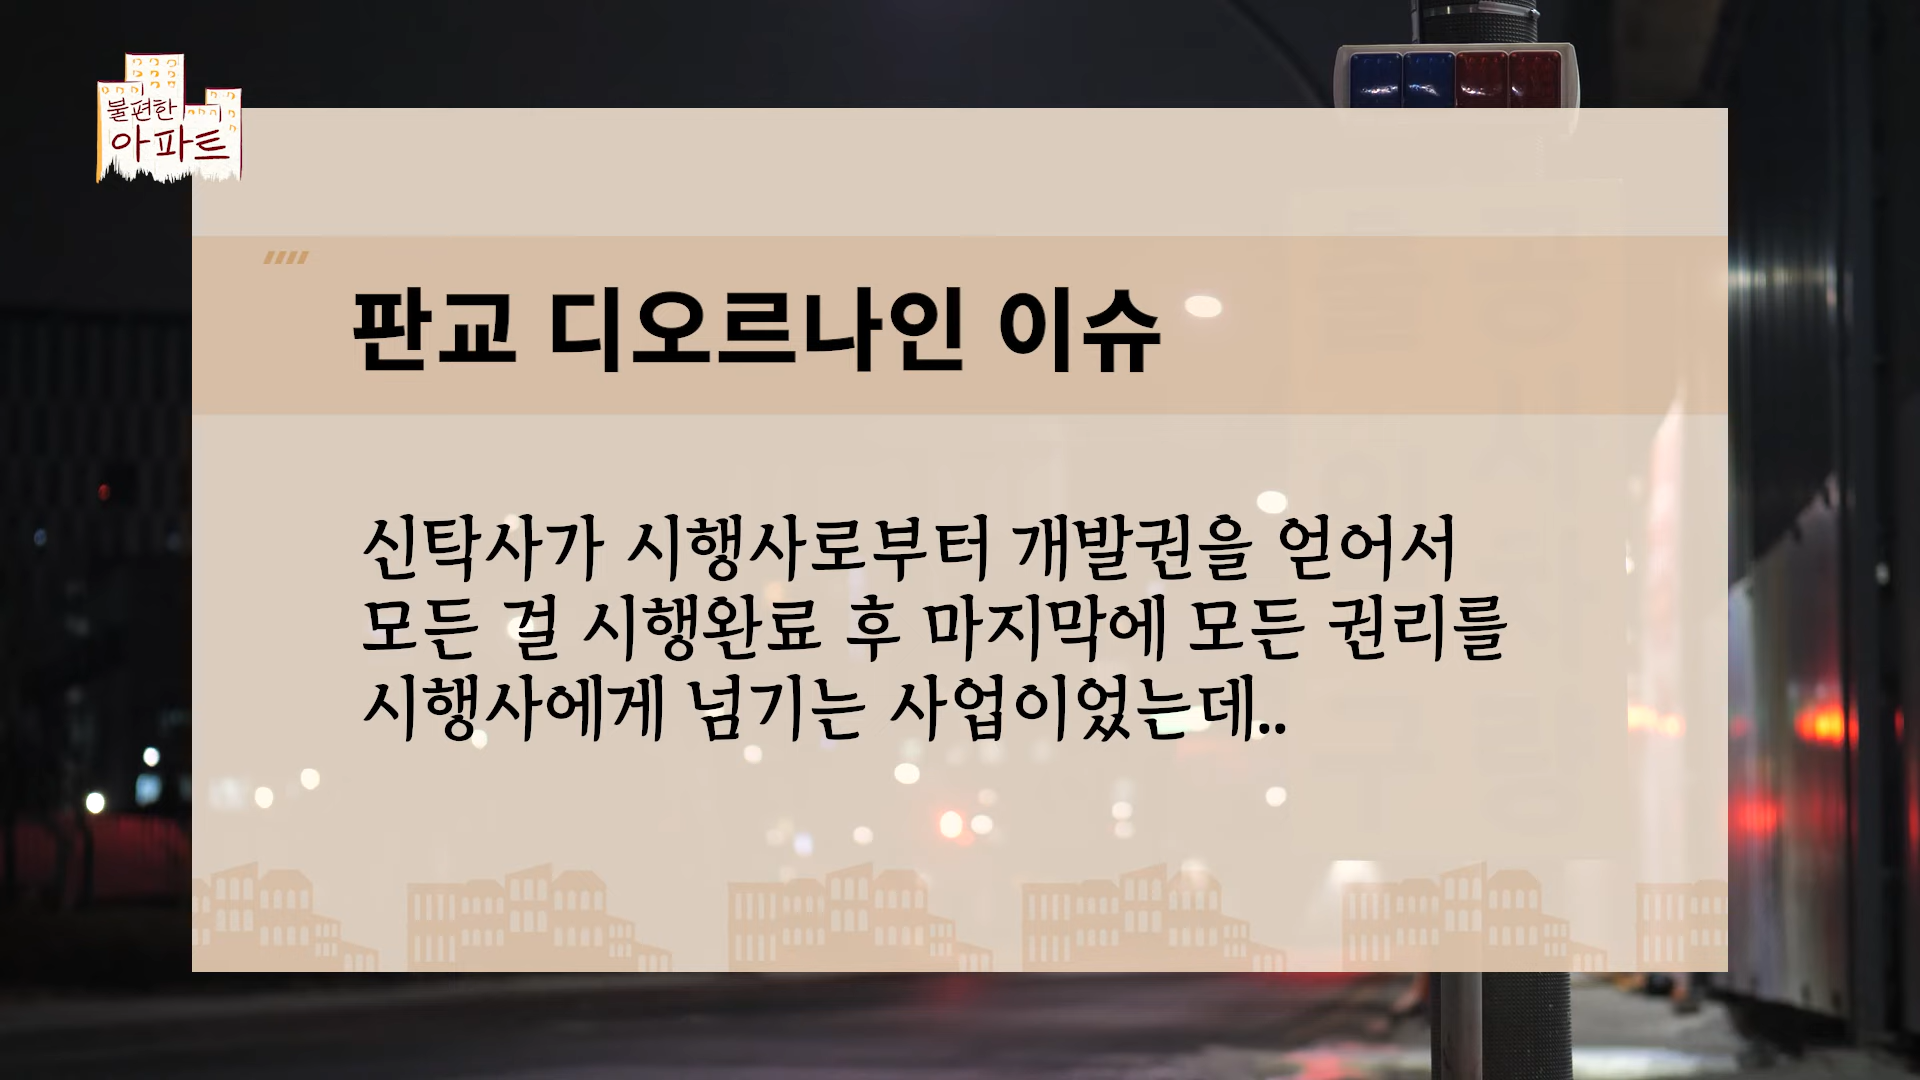 불편한
아파트
판교 디오르나인 이슈
신탁사가 시행사로부터 개발권을 얻어서
모든 걸 시행완료 후 마지막에 모든 권리를
시행사에게 넘기는 사업이었는데..